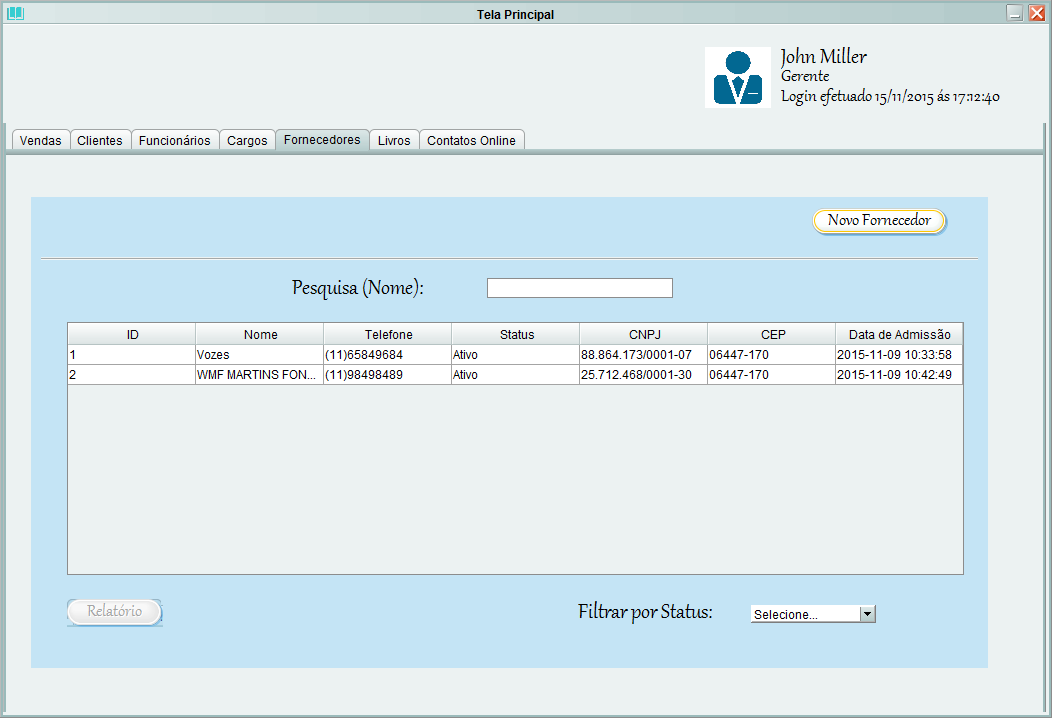 Tela Principal
John Miller
Gerente
Login efetuado 15/11/2015 ás 17:12:40
Vendas Clientes Funcionários Cargos Fornecedores Livros Contatos Online
Novo Fornecedor
Pesquisa (Nome):
ID Nome Telefone Status CNPJ CEP Data de Admissão
1 Vozes (11)65849684 Ativo 88.864.173/0001-07 06447-170 2015-11-09 10:33:58
2 WMF MARTINS FON... (11)98498489 Ativo 25.712.468/0001-30 06447-170 2015-11-09 10:42:49
Relatório Filtrar por Status: Selecione...